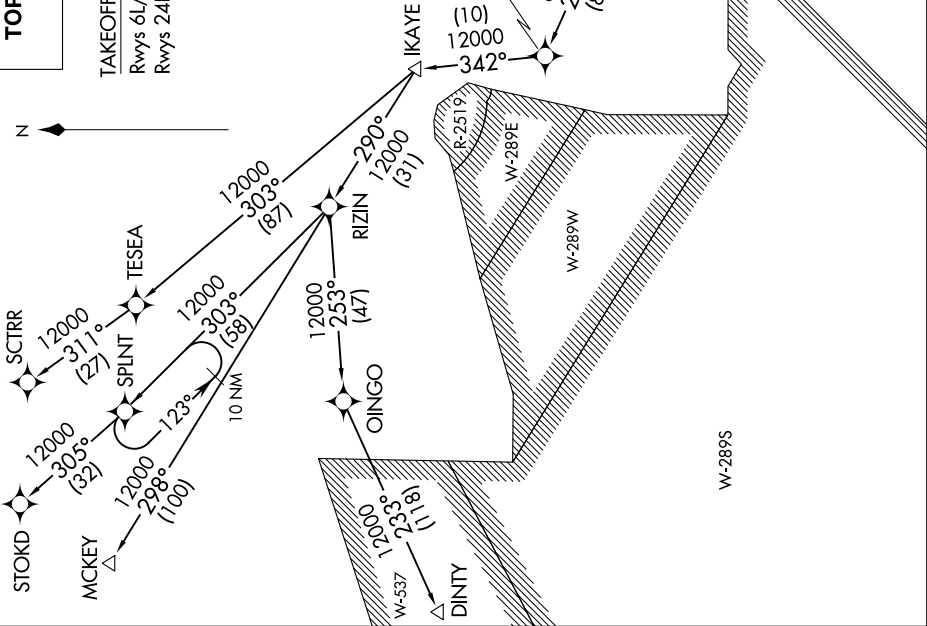 TAKEOFF
Rwys 6L/
Rwys 24
N
IKAYE
(10)
12000
342°
290°
12000
(31)
R-2519
W-289E
W-289W
W-289S
12000
303°
(87)
RIZIN
TESEA
12000
311°
(27)
SCTRR
12000
303°
(58)
SPLNT
123°
10 NM
12000
305°
(32)
STOKD
12000
298°
(100)
MCKEY
12000
253°
(47)
OINGO
12000
233°
(118)
W-537
DINTY